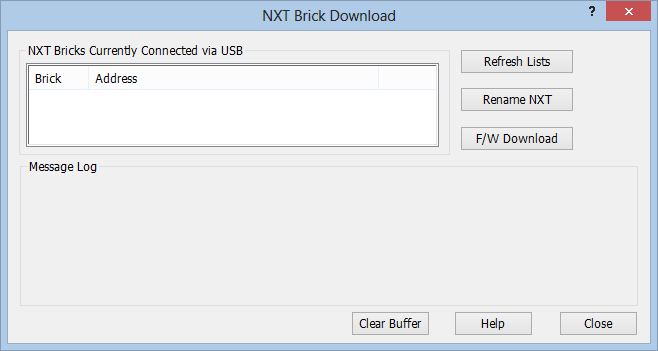 NXT Brick Download
?
NXT Bricks Currently Connected via USB
Brick Address
Refresh Lists
Rename NXT
F/W Download
Message Log
Clear Buffer Help Close